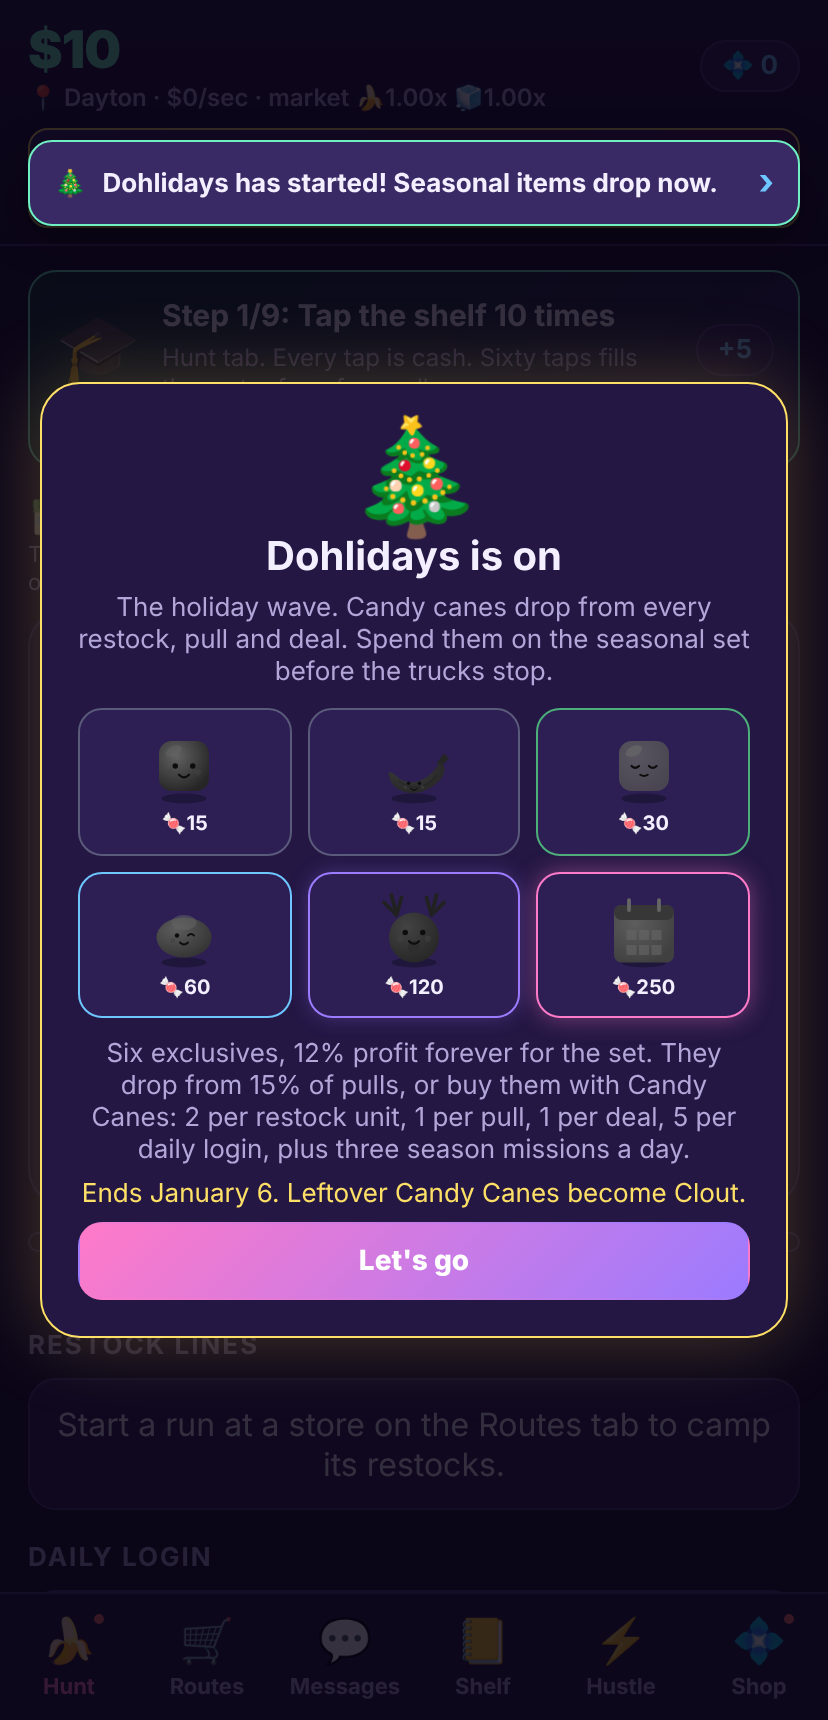 $10
📍 Dayton · $0/sec · market 🍌1.00x 🧊1.00x
💠 0
🎄 Dohlidays has started! Seasonal items drop now. ›
Step 1/9: Tap the shelf 10 times
Hunt tab. Every tap is cash. Sixty taps fills
+5
Dohlidays is on
The holiday wave. Candy canes drop from every
restock, pull and deal. Spend them on the seasonal set
before the trucks stop.
🍬15
🍬15
🍬30
🍬60
🍬120
🍬250
Six exclusives, 12% profit forever for the set. They
drop from 15% of pulls, or buy them with Candy
Canes: 2 per restock unit, 1 per pull, 1 per deal, 5 per
daily login, plus three season missions a day.
Ends January 6. Leftover Candy Canes become Clout.
Let's go
RESTOCK LINES
Start a run at a store on the Routes tab to camp
its restocks.
DAILY LOGIN
Hunt
Routes
Messages
Shelf
Hustle
Shop